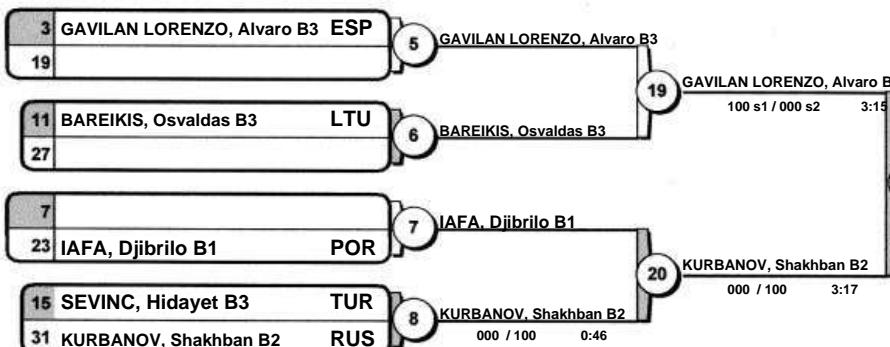 3 GAVILAN LORENZO, Alvaro B3 ESP
19
5
GAVILAN LORENZO, Alvaro B3
11 BAREIKIS, Osvaldas B3 LTU
27
6
BAREIKIS, Osvaldas B3
19
GAVILAN LORENZO, Alvaro B
100 s1 / 000 s2 3:15
7
23 IAFA, Djibrilo B1 POR
7
IAFA, Djibrilo B1
15 SEVINC, Hidayet B3 TUR
31 KURBANOV, Shakhban B2 RUS
8
KURBANOV, Shakhban B2
000 / 100 0:46
20
KURBANOV, Shakhban B2
000 / 100 3:17